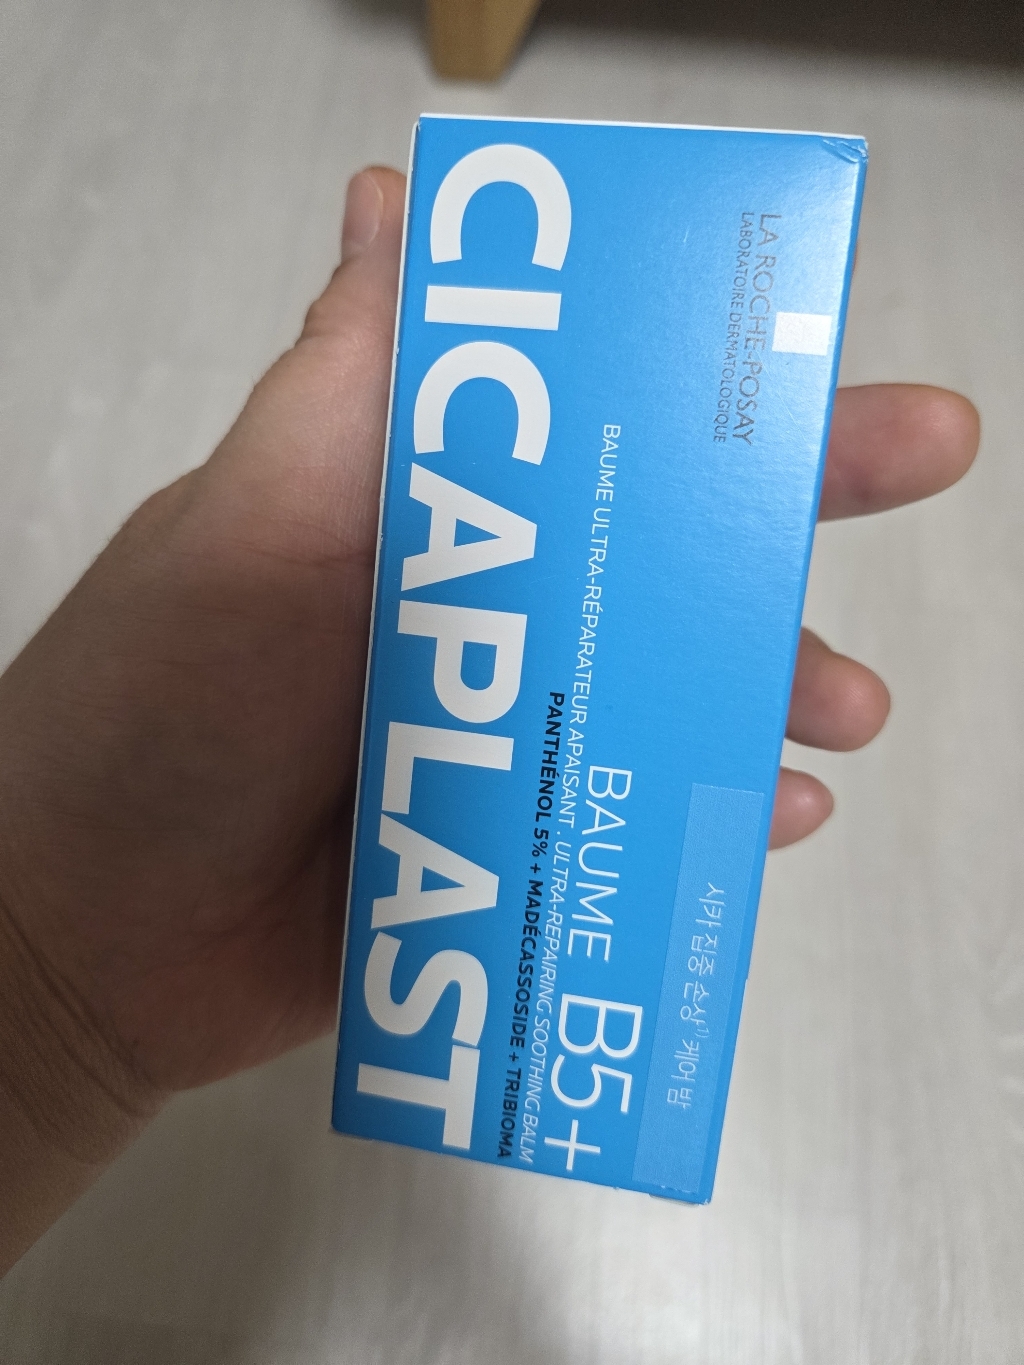 LA ROCHE-POSAY
LABORATOIRE DERMATOLOGIQUE
시카 집중 손상¹⁾ 케어 밤
BAUME B5+
BAUME ULTRA-RÉPARATEUR APAISANT . ULTRA-REPAIRING SOOTHING BALM
PANTHÉNOL 5% + MADÉCASSOSIDE + TRIBIOMA
CICAPLAST